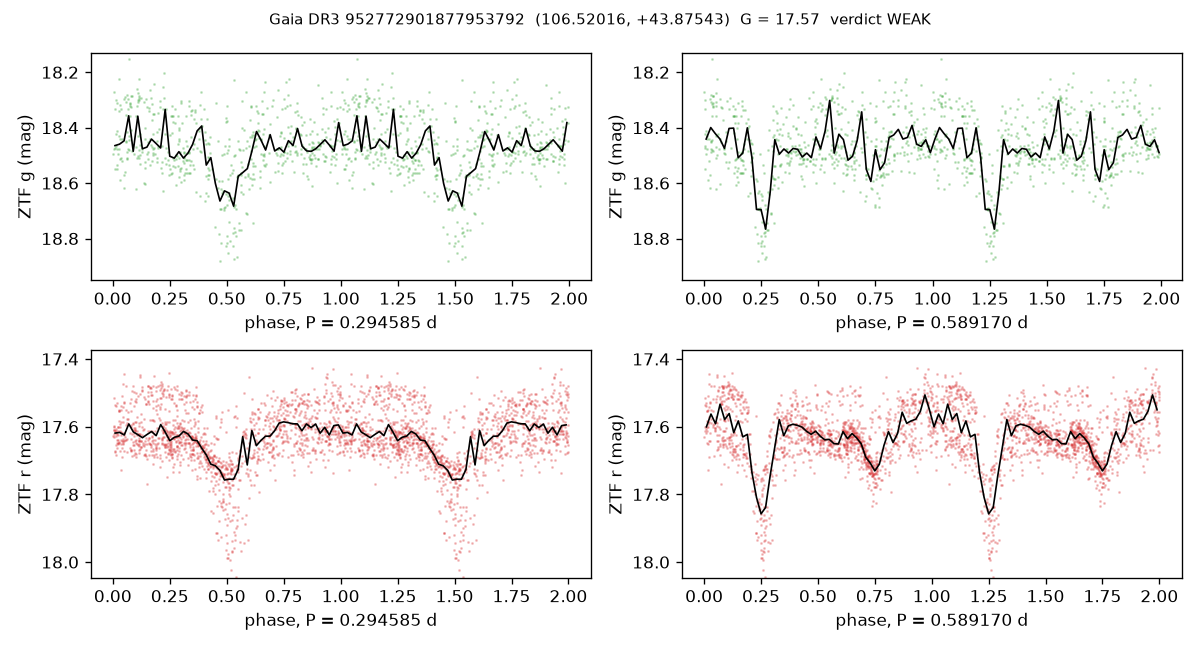 Gaia DR3 952772901877953792 (106.52016, +43.87543) G = 17.57 verdict WEAK
ZTF g (mag)
18.2
18.4
18.6
18.8
0.00 0.25 0.50 0.75 1.00 1.25 1.50 1.75 2.00
phase, P = 0.294585 d
ZTF g (mag)
18.2
18.4
18.6
18.8
0.00 0.25 0.50 0.75 1.00 1.25 1.50 1.75 2.00
phase, P = 0.589170 d
ZTF r (mag)
17.4
17.6
17.8
18.0
0.00 0.25 0.50 0.75 1.00 1.25 1.50 1.75 2.00
phase, P = 0.294585 d
ZTF r (mag)
17.4
17.6
17.8
18.0
0.00 0.25 0.50 0.75 1.00 1.25 1.50 1.75 2.00
phase, P = 0.589170 d